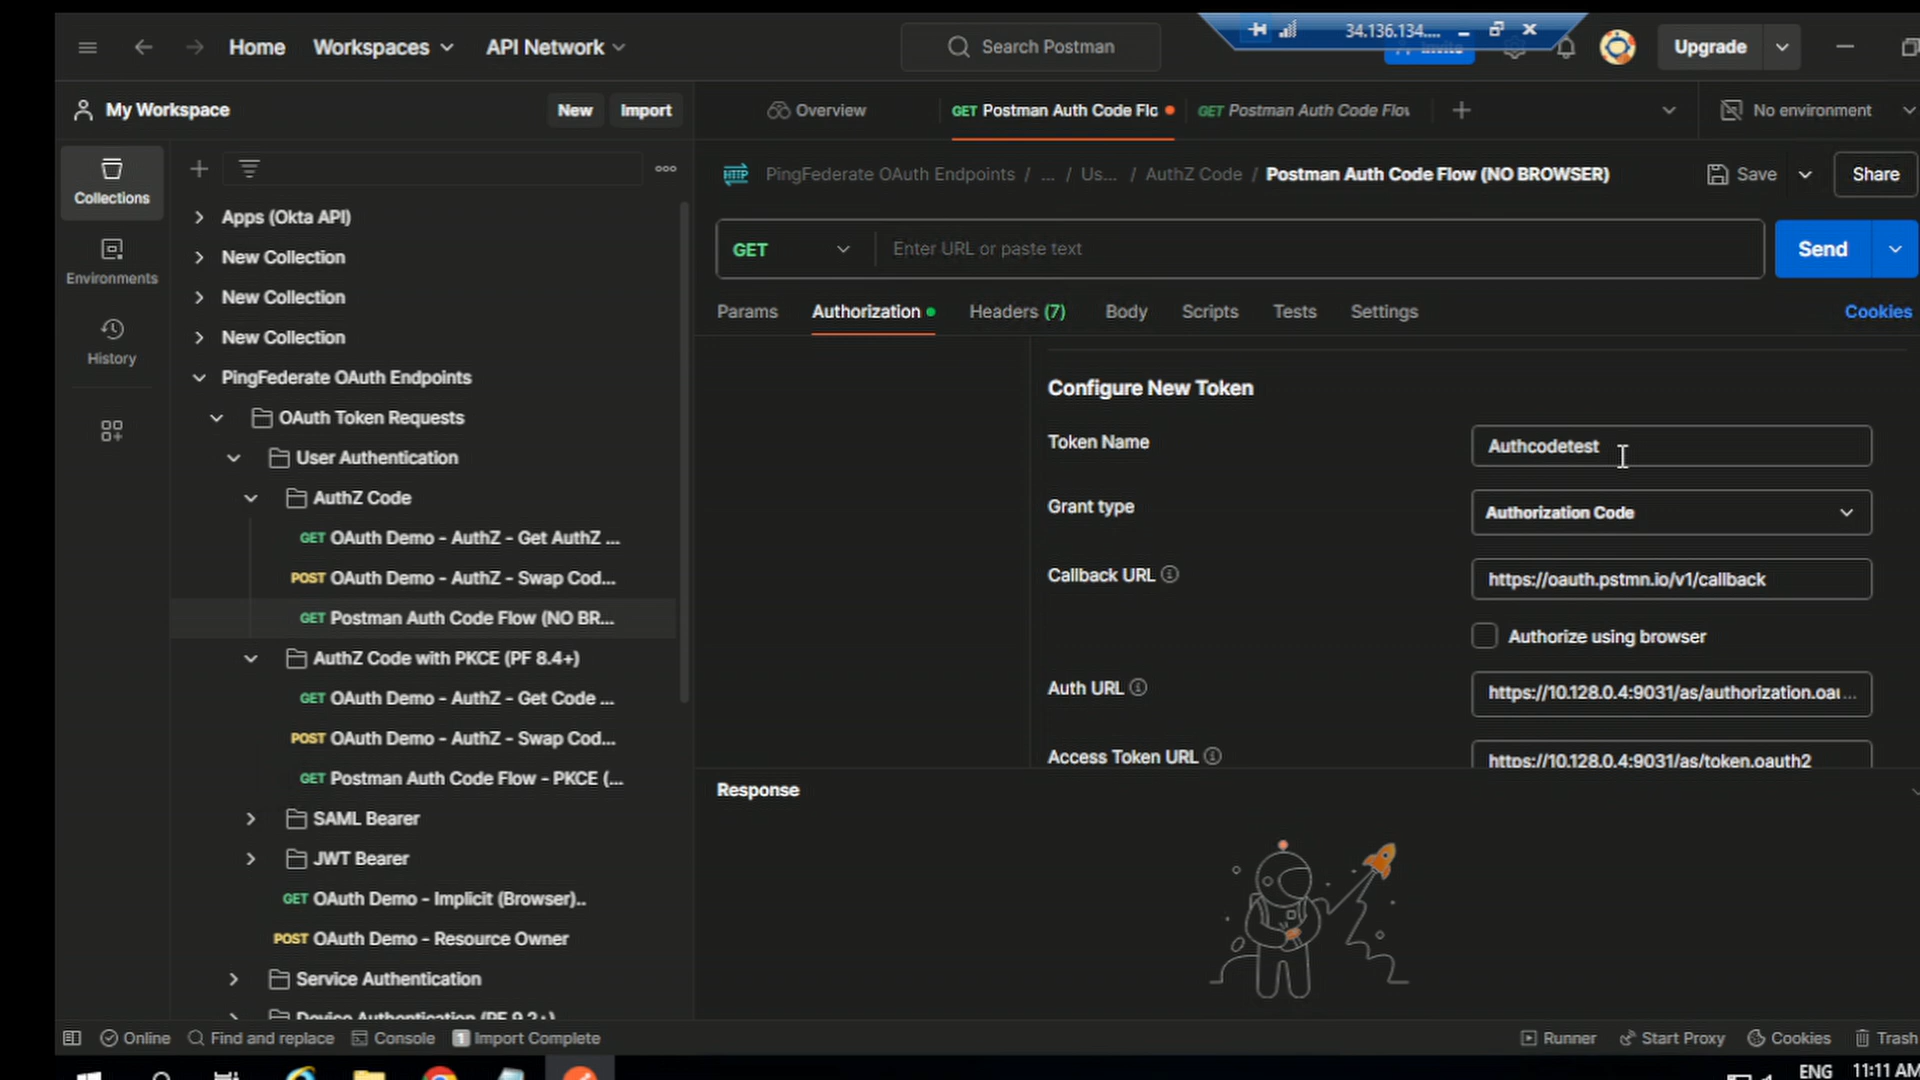 34.136.134....
Home
Workspaces
API Network
Search Postman
Invite
Upgrade
My Workspace
New
Import
Overview
GET Postman Auth Code Flo
GET Postman Auth Code Flo
No environment
Collections
Environments
History
PingFederate OAuth Endpoints / ... / Us... / AuthZ Code / Postman Auth Code Flow (NO BROWSER)
Save
Share
GET
Enter URL or paste text
Send
Params
Authorization
Headers (7)
Body
Scripts
Tests
Settings
Cookies
Apps (Okta API)
New Collection
New Collection
New Collection
PingFederate OAuth Endpoints
OAuth Token Requests
User Authentication
AuthZ Code
GET OAuth Demo - AuthZ - Get AuthZ ...
POST OAuth Demo - AuthZ - Swap Cod...
GET Postman Auth Code Flow (NO BR...
AuthZ Code with PKCE (PF 8.4+)
GET OAuth Demo - AuthZ - Get Code ...
POST OAuth Demo - AuthZ - Swap Cod...
GET Postman Auth Code Flow - PKCE (...
SAML Bearer
JWT Bearer
GET OAuth Demo - Implicit (Browser)..
POST OAuth Demo - Resource Owner
Service Authentication
Device Authentication (PF 9.2+)
Configure New Token
Token Name
Authcodetest
Grant type
Authorization Code
Callback URL
https://oauth.pstmn.io/v1/callback
Authorize using browser
Auth URL
https://10.128.0.4:9031/as/authorization.oau...
Access Token URL
https://10.128.0.4:9031/as/token.oauth2
Response
Online
Find and replace
Console
1 Import Complete
Runner
Start Proxy
Cookies
Trash
ENG
11:11 AM